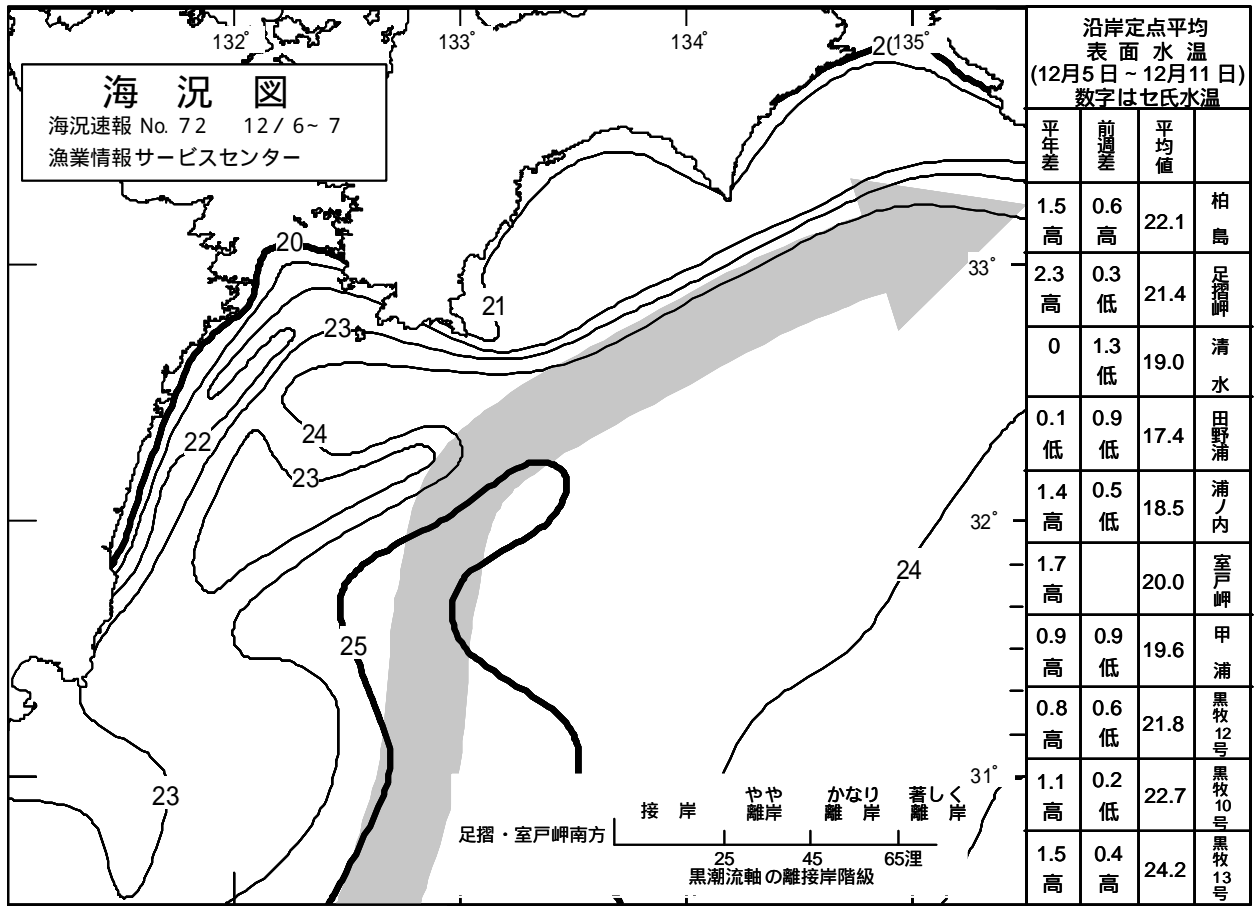 132°
133°
134°
135°
20
海況図
海況速報 No. 72 12/6~7
漁業情報サービスセンター
20
21
33°
23
22
24
23
32°
24
25
31°
23
接岸 やや離岸 かなり離岸 著しく離岸
足摺・室戸岬南方
25 45 65浬
黒潮流軸の離接岸階級
沿岸定点平均
表面水温
(12月5日~12月11日)
数字はセ氏水温
平年差 前週差 平均値
1.5高 0.6高 22.1 柏島
2.3高 0.3低 21.4 足摺岬
0 1.3低 19.0 清水
0.1低 0.9低 17.4 田野浦
1.4高 0.5低 18.5 浦ノ内
1.7高 20.0 室戸岬
0.9高 0.9低 19.6 甲浦
0.8高 0.6低 21.8 黒牧12号
1.1高 0.2低 22.7 黒牧10号
1.5高 0.4高 24.2 黒牧13号